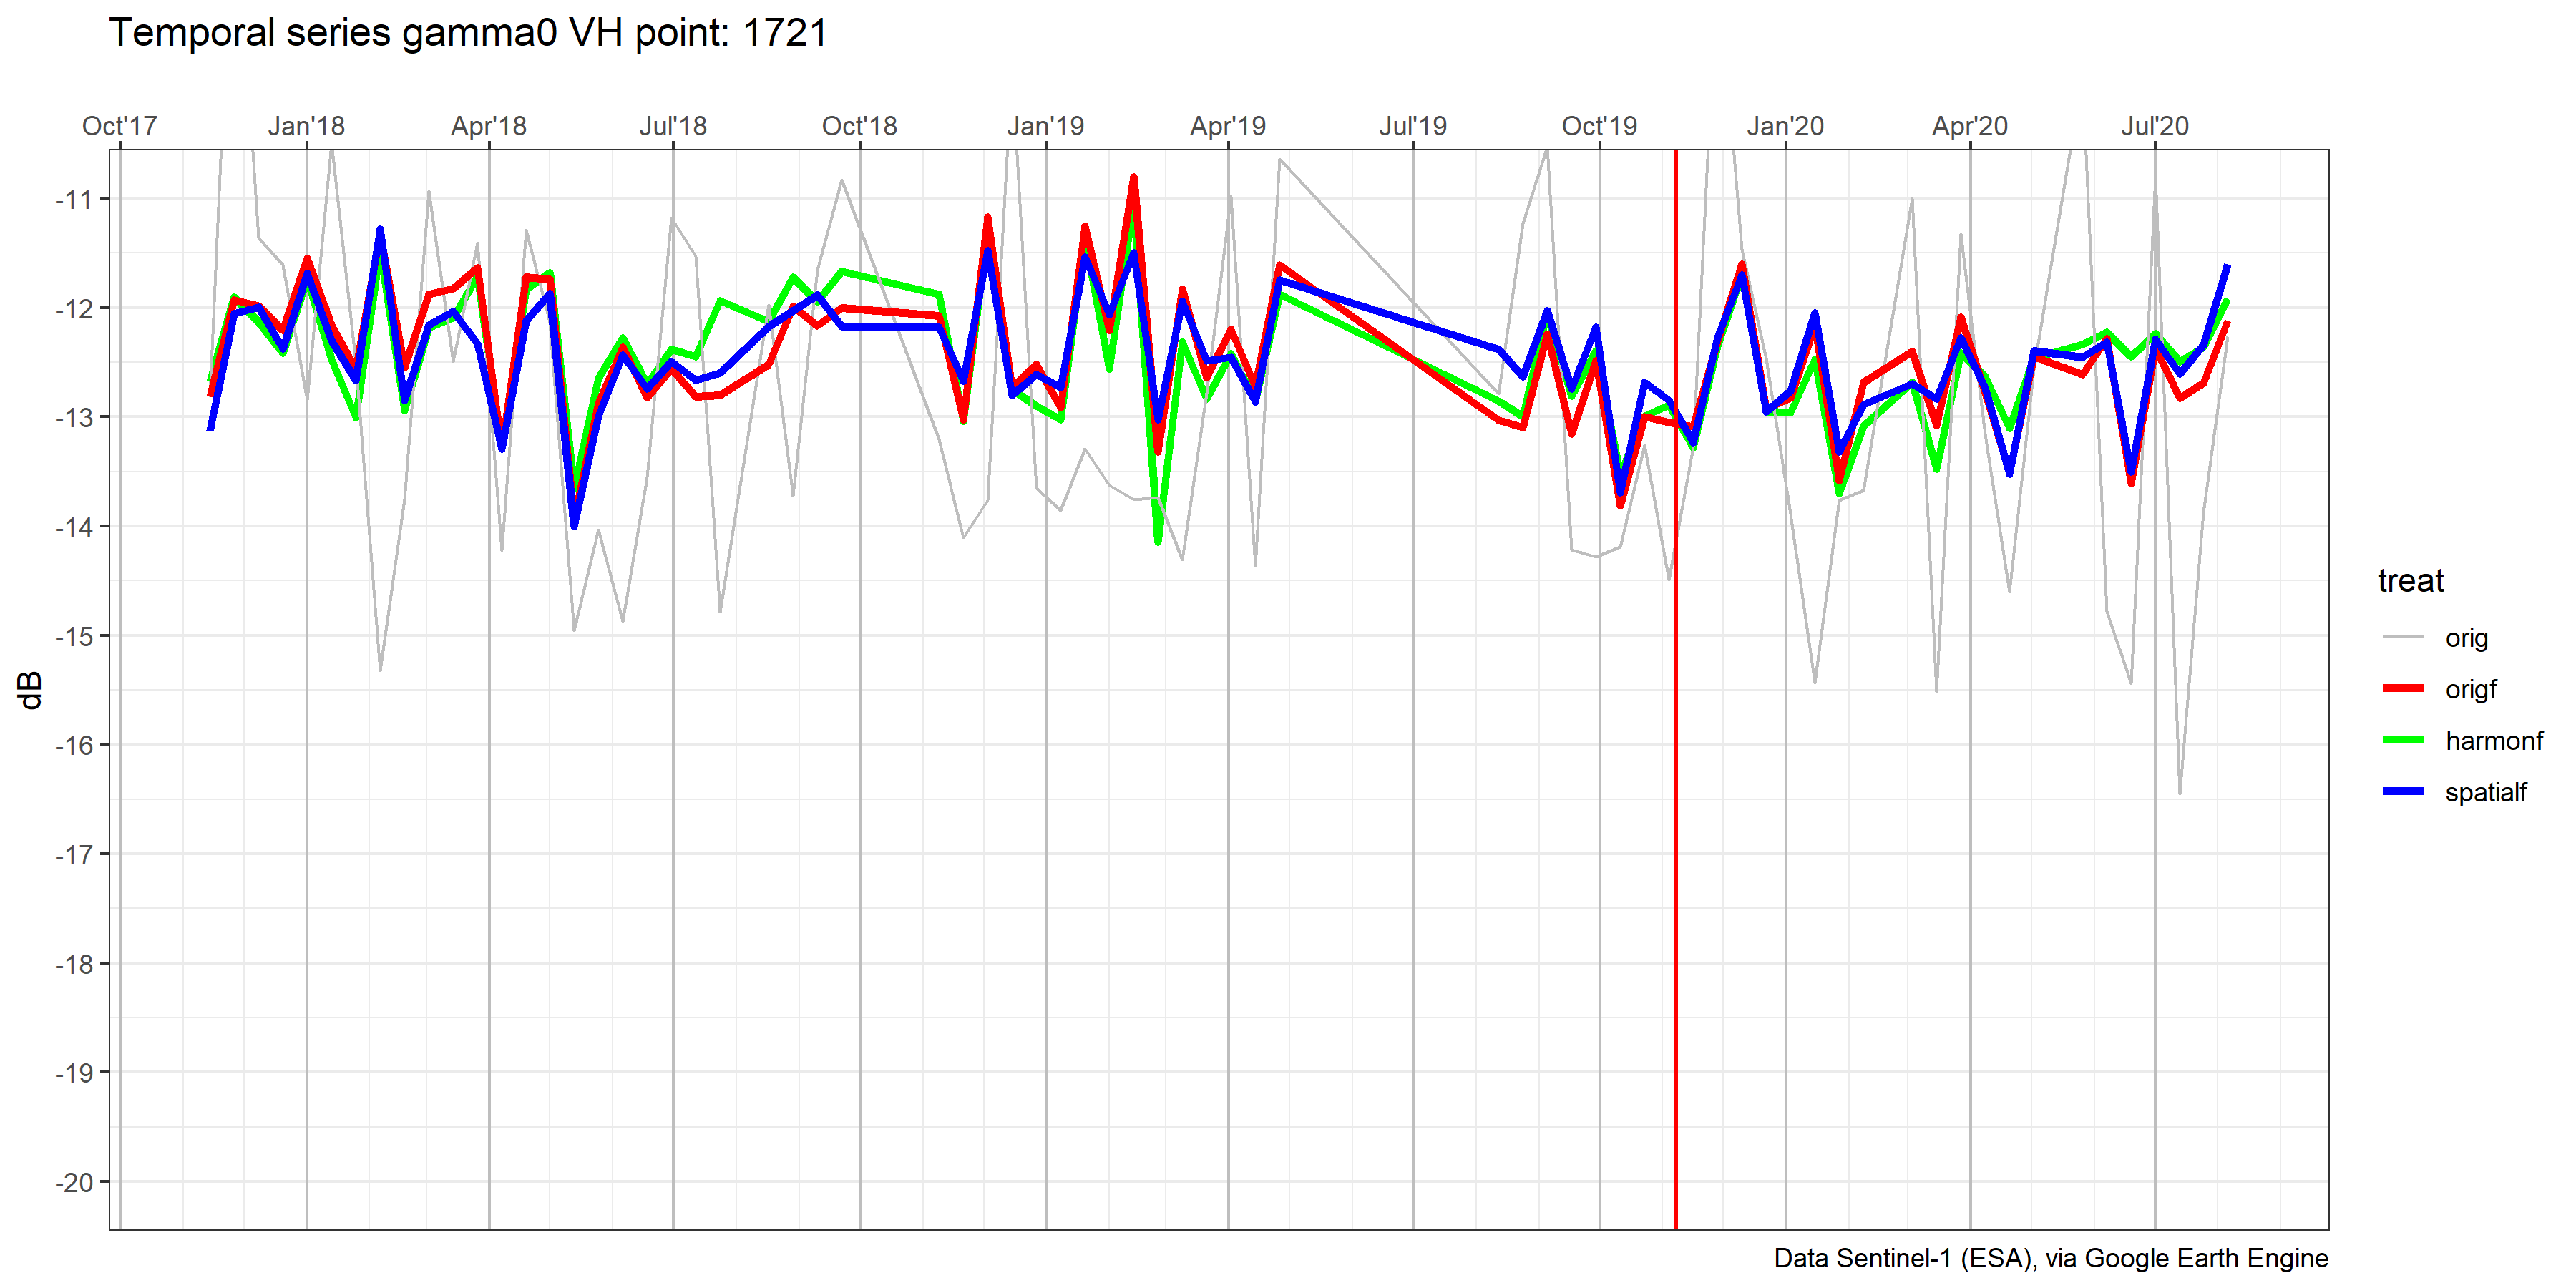 Temporal series gamma0 VH point: 1721
Oct'17 Jan'18 Apr'18 Jul'18 Oct'18 Jan'19 Apr'19 Jul'19 Oct'19 Jan'20 Apr'20 Jul'20
-11
-12
-13
-14
-15
-16
-17
-18
-19
-20
dB
treat
orig
origf
harmonf
spatialf
Data Sentinel-1 (ESA), via Google Earth Engine